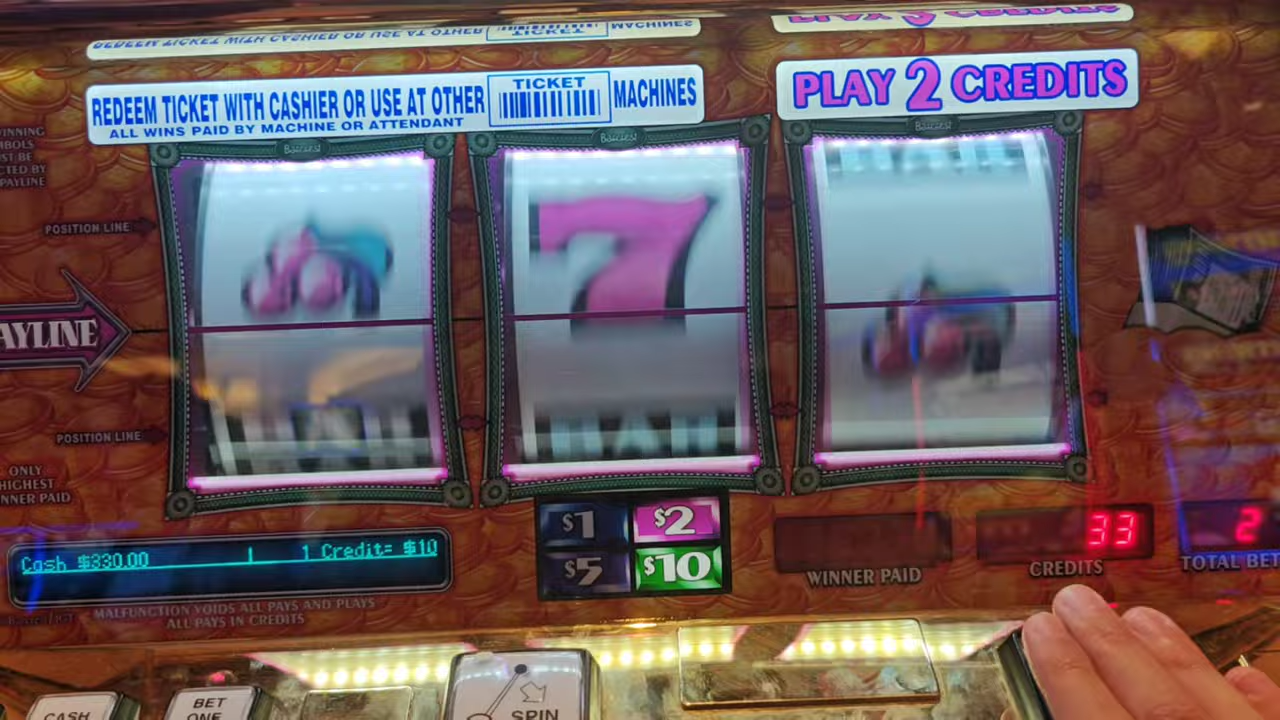 REDEEM TICKET WITH CASHIER OR USE AT OTHER TICKET MACHINES
ALL WINS PAID BY MACHINE OR ATTENDANT
PLAY 2 CREDITS
POSITION LINE
AYLINE
7
BAR
POSITION LINE
ONLY
HIGHEST
NNER PAID
Cash $330.00 1 Credit= $10
$1 $2
$5 $10
WINNER PAID
33
CREDITS
2
TOTAL BET
MALFUNCTION VOIDS ALL PAYS AND PLAYS
ALL PAYS IN CREDITS
CASH
BET
ONE
SPIN